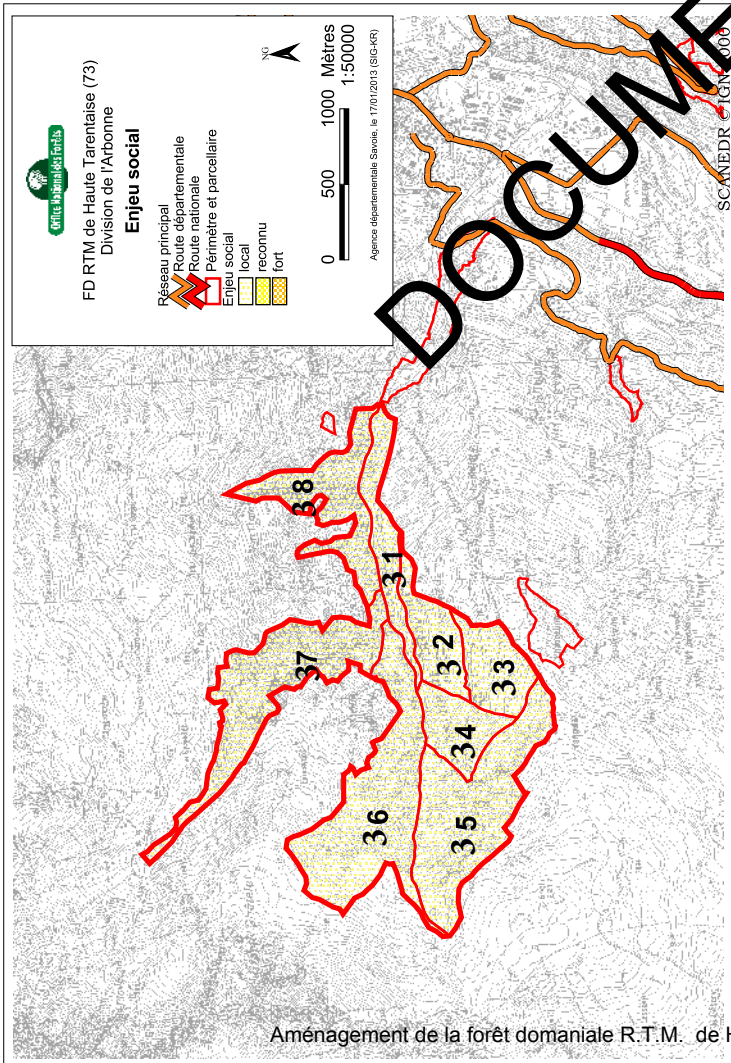 Office National des Forêts
FD RTM de Haute Tarentaise (73)
Division de l'Arbonne
Enjeu social
NG
Réseau principal
Route départementale
Route nationale
Périmètre et parcellaire
Enjeu social
local
reconnu
fort
0 500 1000 Mètres
1:50000
Agence départementale Savoie, le 17/01/2013 (SIG-KR)
38
37
31
32
33
34
36
35
DOCUME
SCANEDR © IGN
Aménagement de la forêt domaniale R.T.M. de H